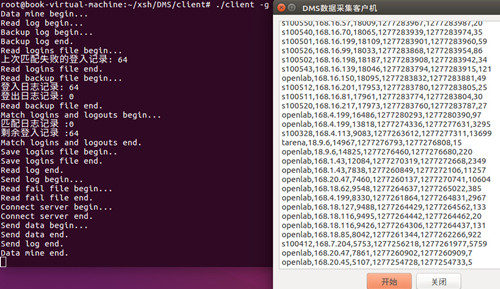 root@book-virtual-machine:~/xsh/DMS/client# ./client -g
Data mine begin...
Read log begin...
Backup log begin...
Backup log end.
Read logins file begin...
上次匹配失败的登入记录: 64
Read logins file end.
Read backup file begin...
登入日志记录: 64
登出日志记录: 0
Read backup file end.
Match logins and logouts begin...
匹配日志记录 :0
剩余登入记录 :64
Match logins and logouts end.
Save logins file begin..
Save logins file end.
Read log end.
Send log begin...
Read fail file begin...
Read fail file end.
Connect server begin...
Connect server end.
Send data begin...
Send data end.
Send log end.
Data mine end.
DMS数据采集客户机
s100550,168.16.57,18009,1277283967,1277283987,20
s100540,168.16.70,18065,1277283939,1277283974,35
s100501,168.16.199,18109,1277283901,1277283960,59
s100526,168.16.99,18033,1277283868,1277283954,86
s100502,168.16.198,18187,1277283908,1277283942,34
s100543,168.16.139,18046,1277283794,1277283915,121
openlab,168.16.150,18095,1277283832,1277283881,49
s100512,168.16.201,17953,1277283780,1277283805,25
s100511,168.16.81,17961,1277283774,1277283804,30
s100520,168.16.217,17973,1277283760,1277283787,27
openlab,168.4.199,16486,1277280293,1277280390,97
openlab,168.4.199,13818,1277274336,1277277631,3295
s100328,168.4.113,9083,1277263612,1277277311,13699
tarena,18.9.6,14967,1277276793,1277276808,15
openlab,18.9.6,14825,1277276460,1277276680,220
openlab,168.1.43,12084,1277270319,1277272668,2349
openlab,168.1.43,7838,1277260849,1277272106,11257
openlab,168.20.47,7460,1277260137,1277270741,10604
openlab,168.18.62,9548,1277264637,1277265022,385
openlab,168.4.199,8330,1277261864,1277264831,2967
openlab,168.18.127,9488,1277264429,1277264562,133
openlab,168.18.116,9495,1277264442,1277264462,20
openlab,168.18.116,9426,1277264306,1277264437,131
openlab,168.18.85,8042,1277261344,1277262266,922
s100412,168.7.204,5753,1277256218,1277261977,5759
openlab,168.20.47,7861,1277260902,1277260909,7
openlab,168.20.45,5107,1277254728,1277254733,5
开始
关闭